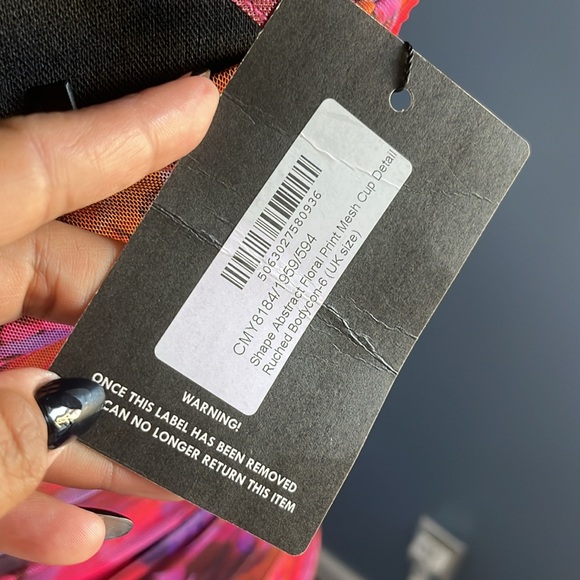 5063027580936
CMY8184/1959/594
Shape Abstract Floral Print Mesh Cup Detail
Ruched Bodycon-6 (UK size)
WARNING!
ONCE THIS LABEL HAS BEEN REMOVED
CAN NO LONGER RETURN THIS ITEM